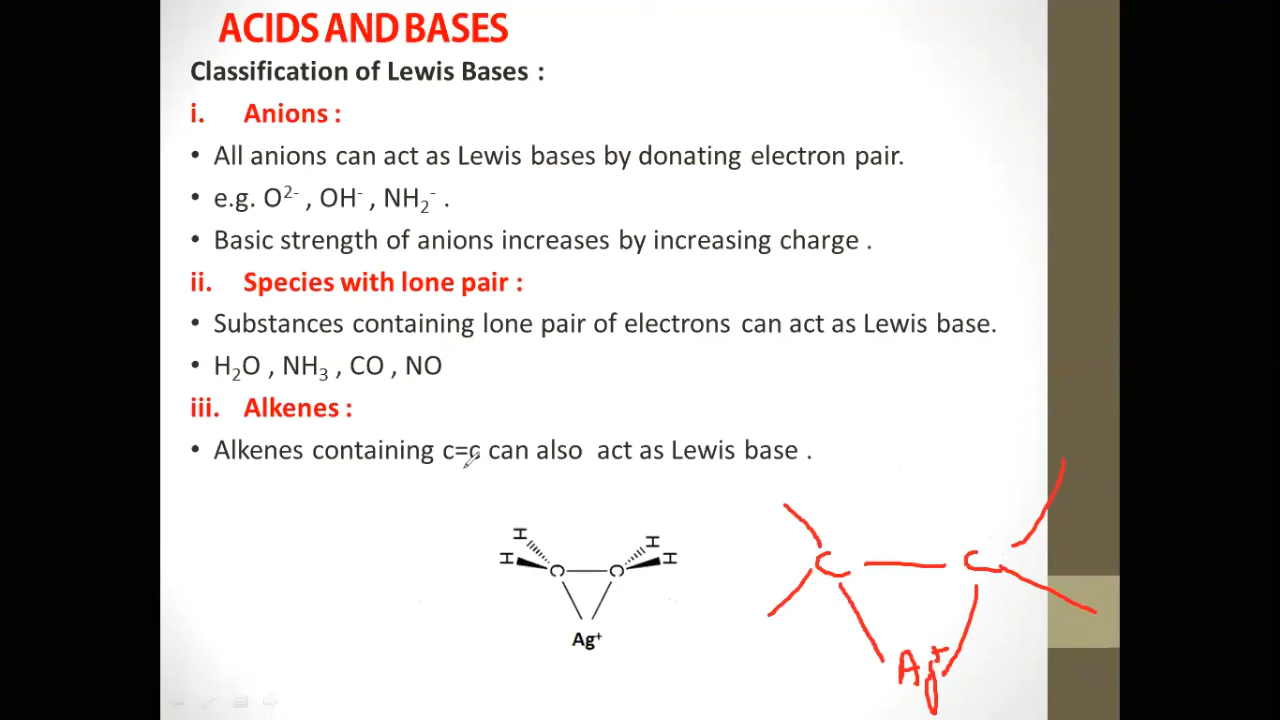 ACIDS AND BASES
Classification of Lewis Bases :
i. Anions :
• All anions can act as Lewis bases by donating electron pair.
• e.g. O²⁻ , OH⁻ , NH₂⁻ .
• Basic strength of anions increases by increasing charge .
ii. Species with lone pair :
• Substances containing lone pair of electrons can act as Lewis base.
• H₂O , NH₃ , CO , NO
iii. Alkenes :
• Alkenes containing c=c can also act as Lewis base .
H H
H H
C C
Ag⁺
C C
Ag⁺